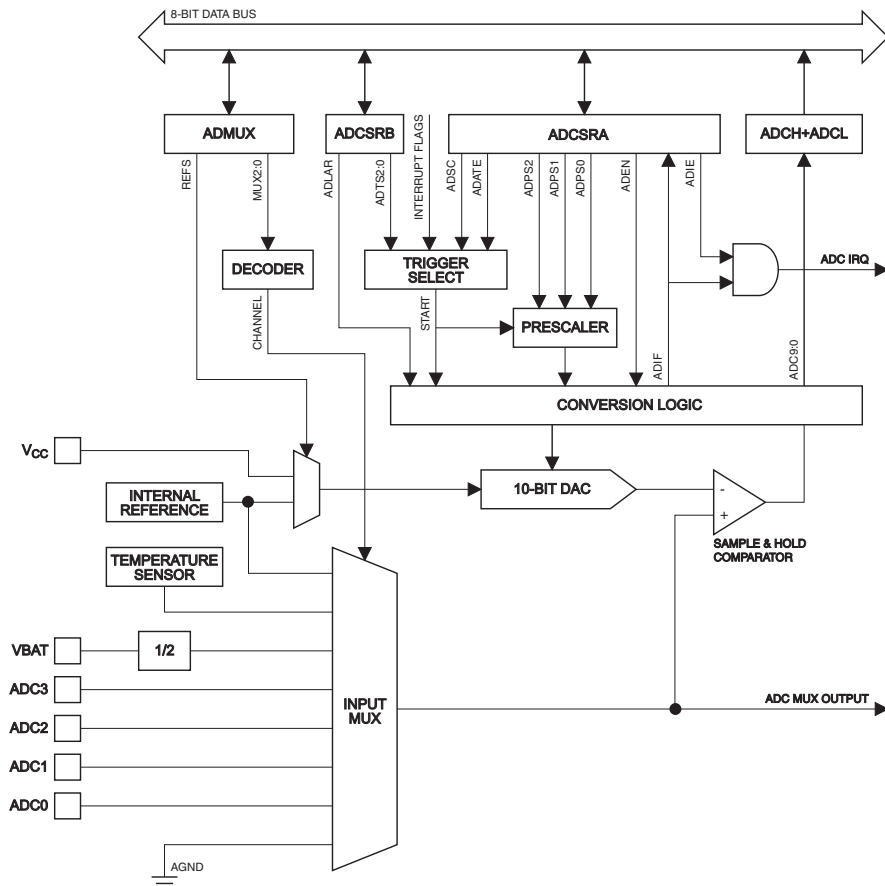 8-BIT DATA BUS
ADMUX
ADCSRB
ADCSRA
ADCH+ADCL
REFS
MUX2:0
ADLAR
ADTS2:0
INTERRUPT FLAGS
ADSC
ADATE
ADPS2
ADPS1
ADPS0
ADEN
ADIE
DECODER
TRIGGER
SELECT
ADC IRQ
CHANNEL
START
PRESCALER
ADIF
ADC9:0
CONVERSION LOGIC
VCC
INTERNAL
REFERENCE
10-BIT DAC
-
+
SAMPLE & HOLD
COMPARATOR
TEMPERATURE
SENSOR
VBAT
1/2
ADC3
INPUT
MUX
ADC MUX OUTPUT
ADC2
ADC1
ADC0
AGND